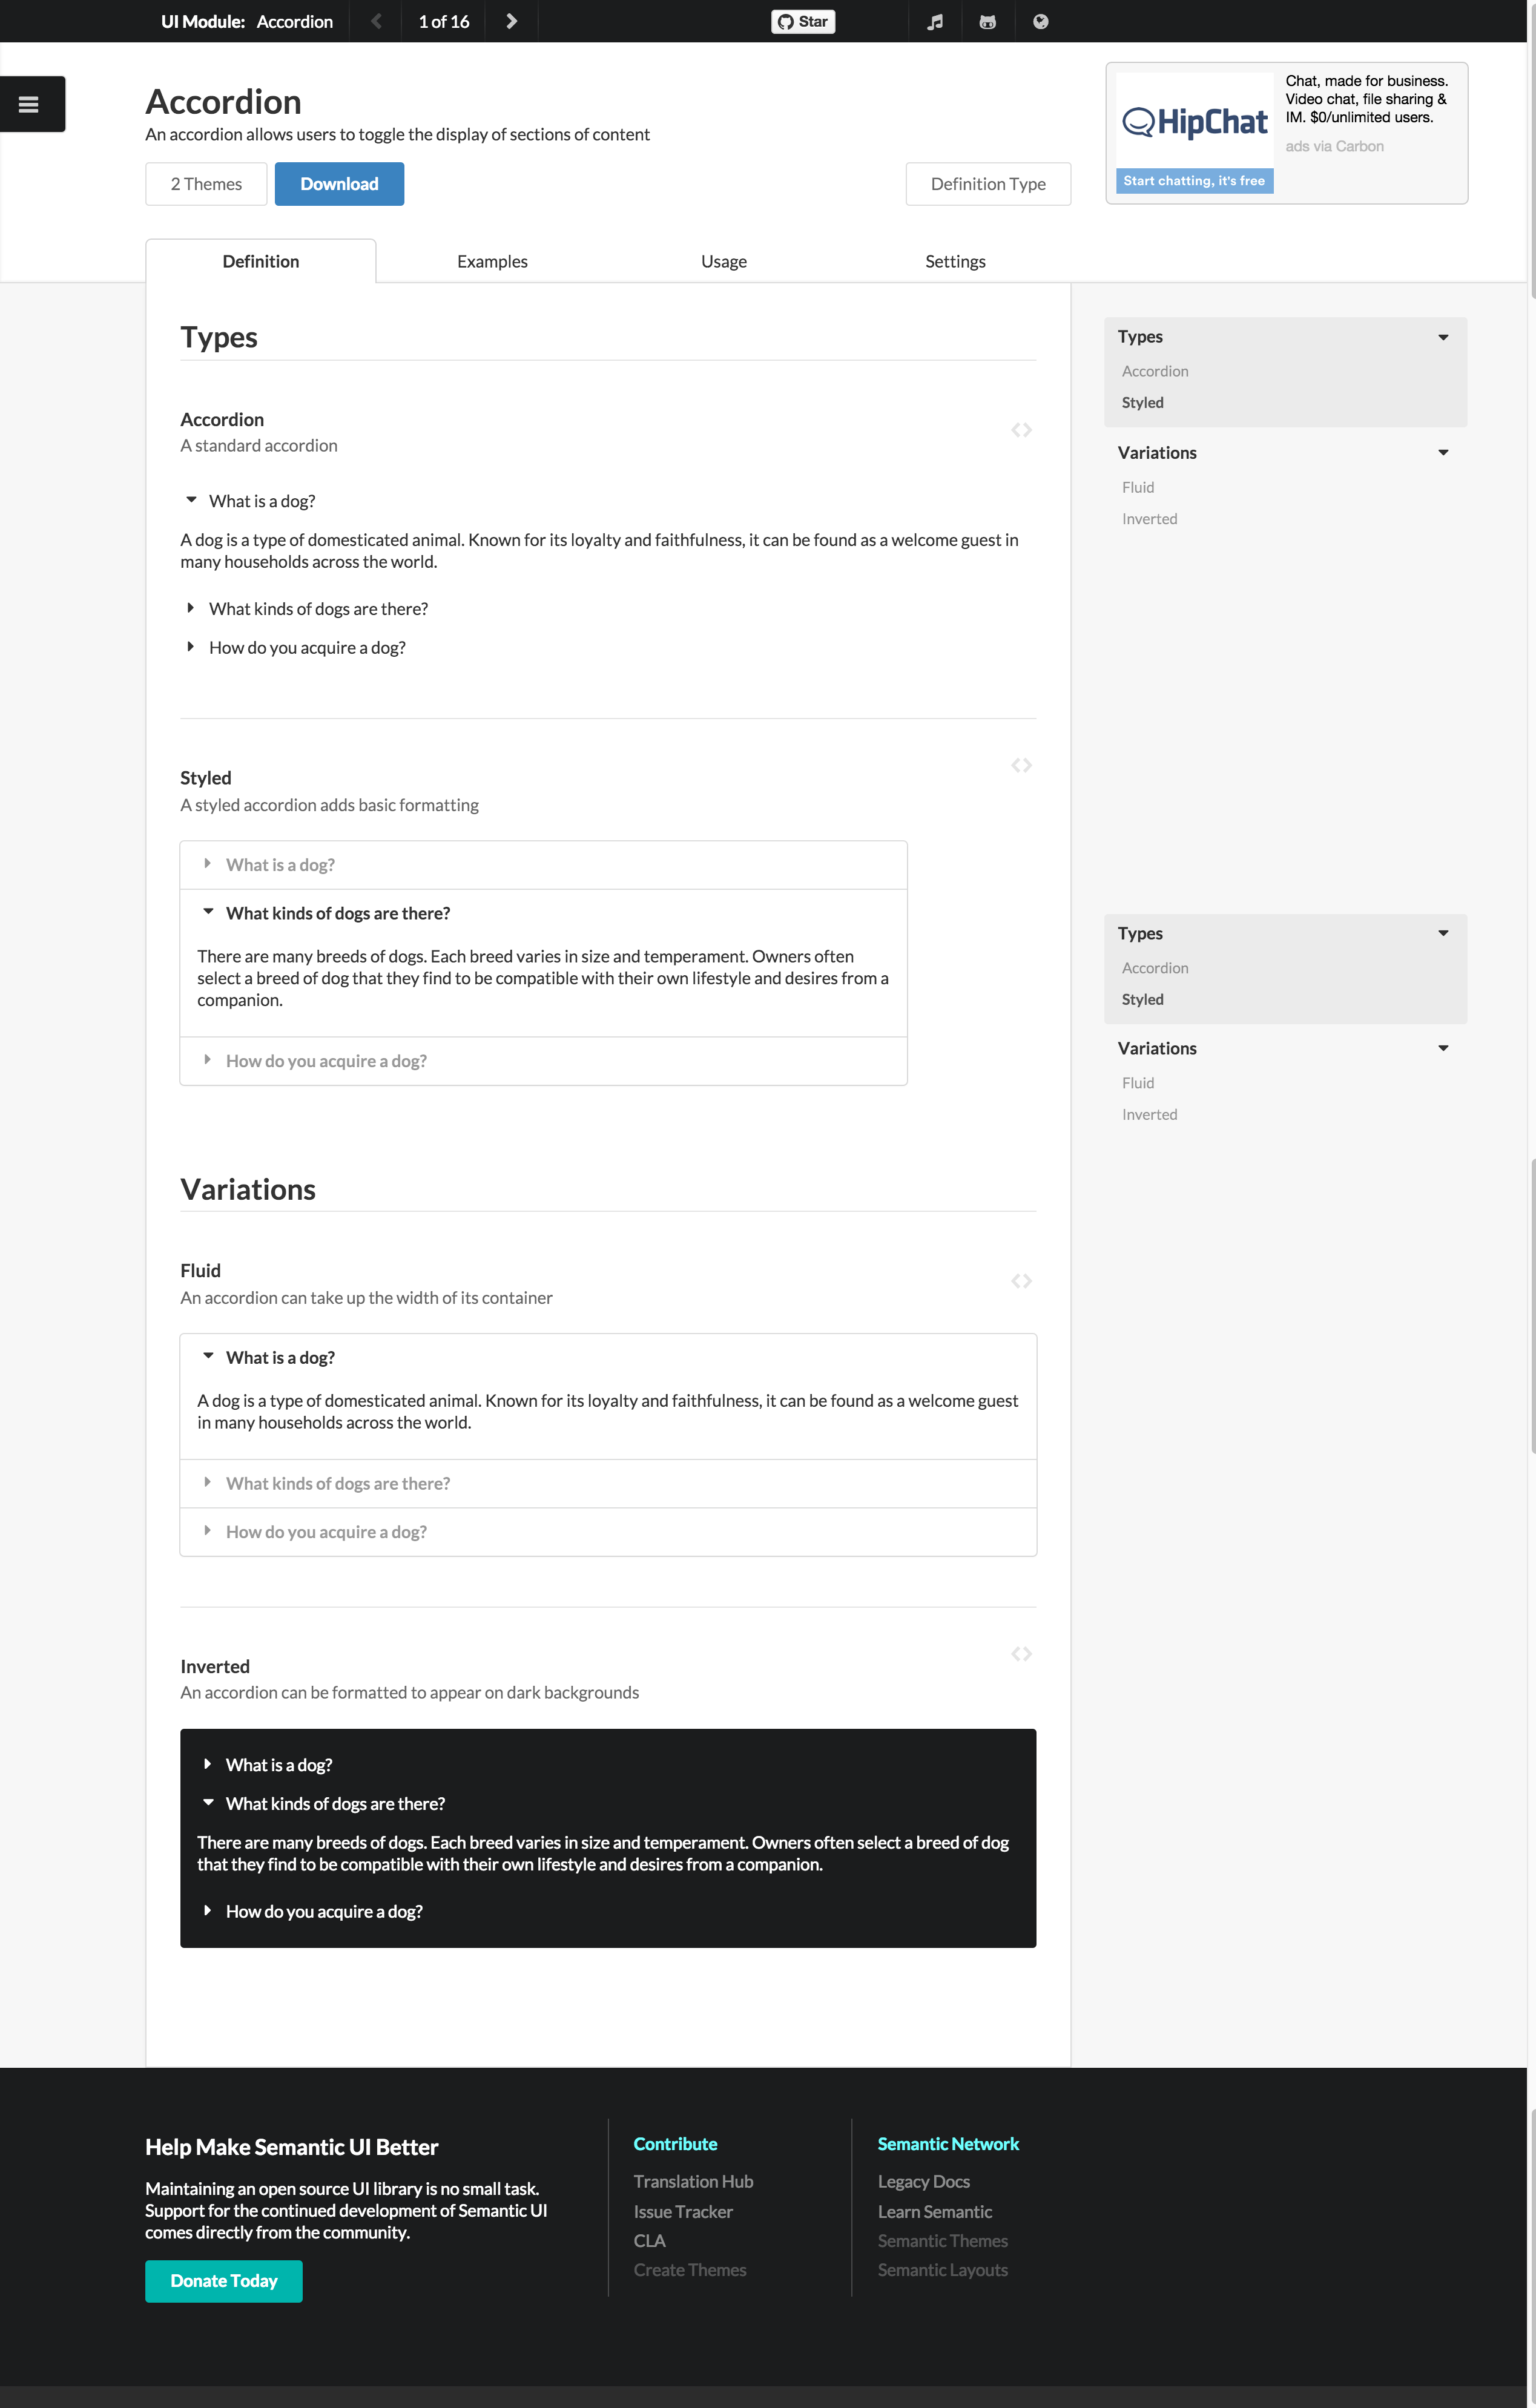 UI Module: Accordion
1 of 16
Star
Accordion
An accordion allows users to toggle the display of sections of content
2 Themes
Download
Definition Type
HipChat
Start chatting, it's free
Chat, made for business.
Video chat, file sharing &
IM. $0/unlimited users.
ads via Carbon
Definition
Examples
Usage
Settings
Types
Accordion
A standard accordion
What is a dog?
A dog is a type of domesticated animal. Known for its loyalty and faithfulness, it can be found as a welcome guest in
many households across the world.
What kinds of dogs are there?
How do you acquire a dog?
Styled
A styled accordion adds basic formatting
What is a dog?
What kinds of dogs are there?
There are many breeds of dogs. Each breed varies in size and temperament. Owners often
select a breed of dog that they find to be compatible with their own lifestyle and desires from a
companion.
How do you acquire a dog?
Variations
Fluid
An accordion can take up the width of its container
What is a dog?
A dog is a type of domesticated animal. Known for its loyalty and faithfulness, it can be found as a welcome guest
in many households across the world.
What kinds of dogs are there?
How do you acquire a dog?
Inverted
An accordion can be formatted to appear on dark backgrounds
What is a dog?
What kinds of dogs are there?
There are many breeds of dogs. Each breed varies in size and temperament. Owners often select a breed of dog
that they find to be compatible with their own lifestyle and desires from a companion.
How do you acquire a dog?
Types
Accordion
Styled
Variations
Fluid
Inverted
Types
Accordion
Styled
Variations
Fluid
Inverted
Help Make Semantic UI Better
Maintaining an open source UI library is no small task.
Support for the continued development of Semantic UI
comes directly from the community.
Donate Today
Contribute
Translation Hub
Issue Tracker
CLA
Create Themes
Semantic Network
Legacy Docs
Learn Semantic
Semantic Themes
Semantic Layouts